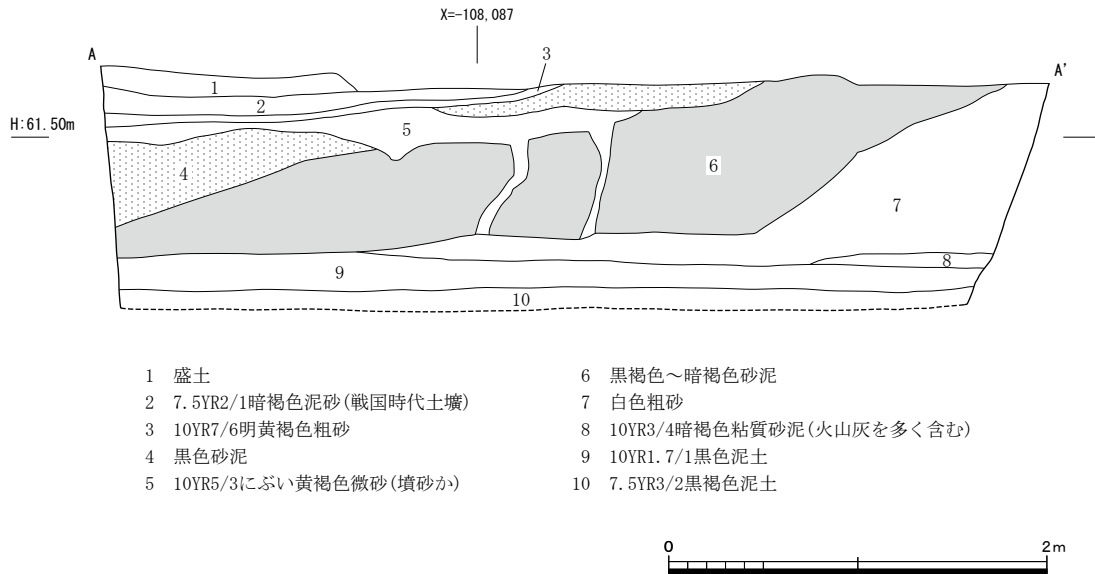 X=-108,087
A
3
A'
1
2
H:61.50m
5
4
6
7
8
9
10
1 盛土
2 7.5YR2/1暗褐色泥砂(戦国時代土壙)
3 10YR7/6明黄褐色粗砂
4 黒色砂泥
5 10YR5/3にぶい黄褐色微砂(墳砂か)
6 黒褐色～暗褐色砂泥
7 白色粗砂
8 10YR3/4暗褐色粘質砂泥(火山灰を多く含む)
9 10YR1.7/1黒色泥土
10 7.5YR3/2黒褐色泥土
0
2m